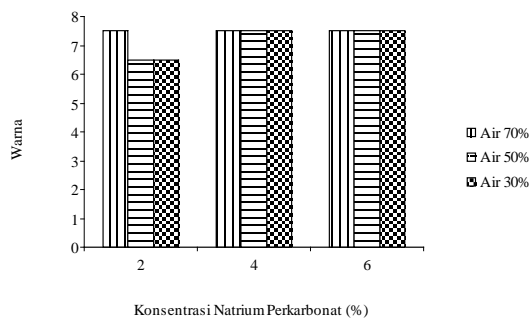 8
7
6
5
4
3
2
1
0
Warna
2 4 6
Konsentrasi Natrium Perkarbonat (%)
Air 70%
Air 50%
Air 30%